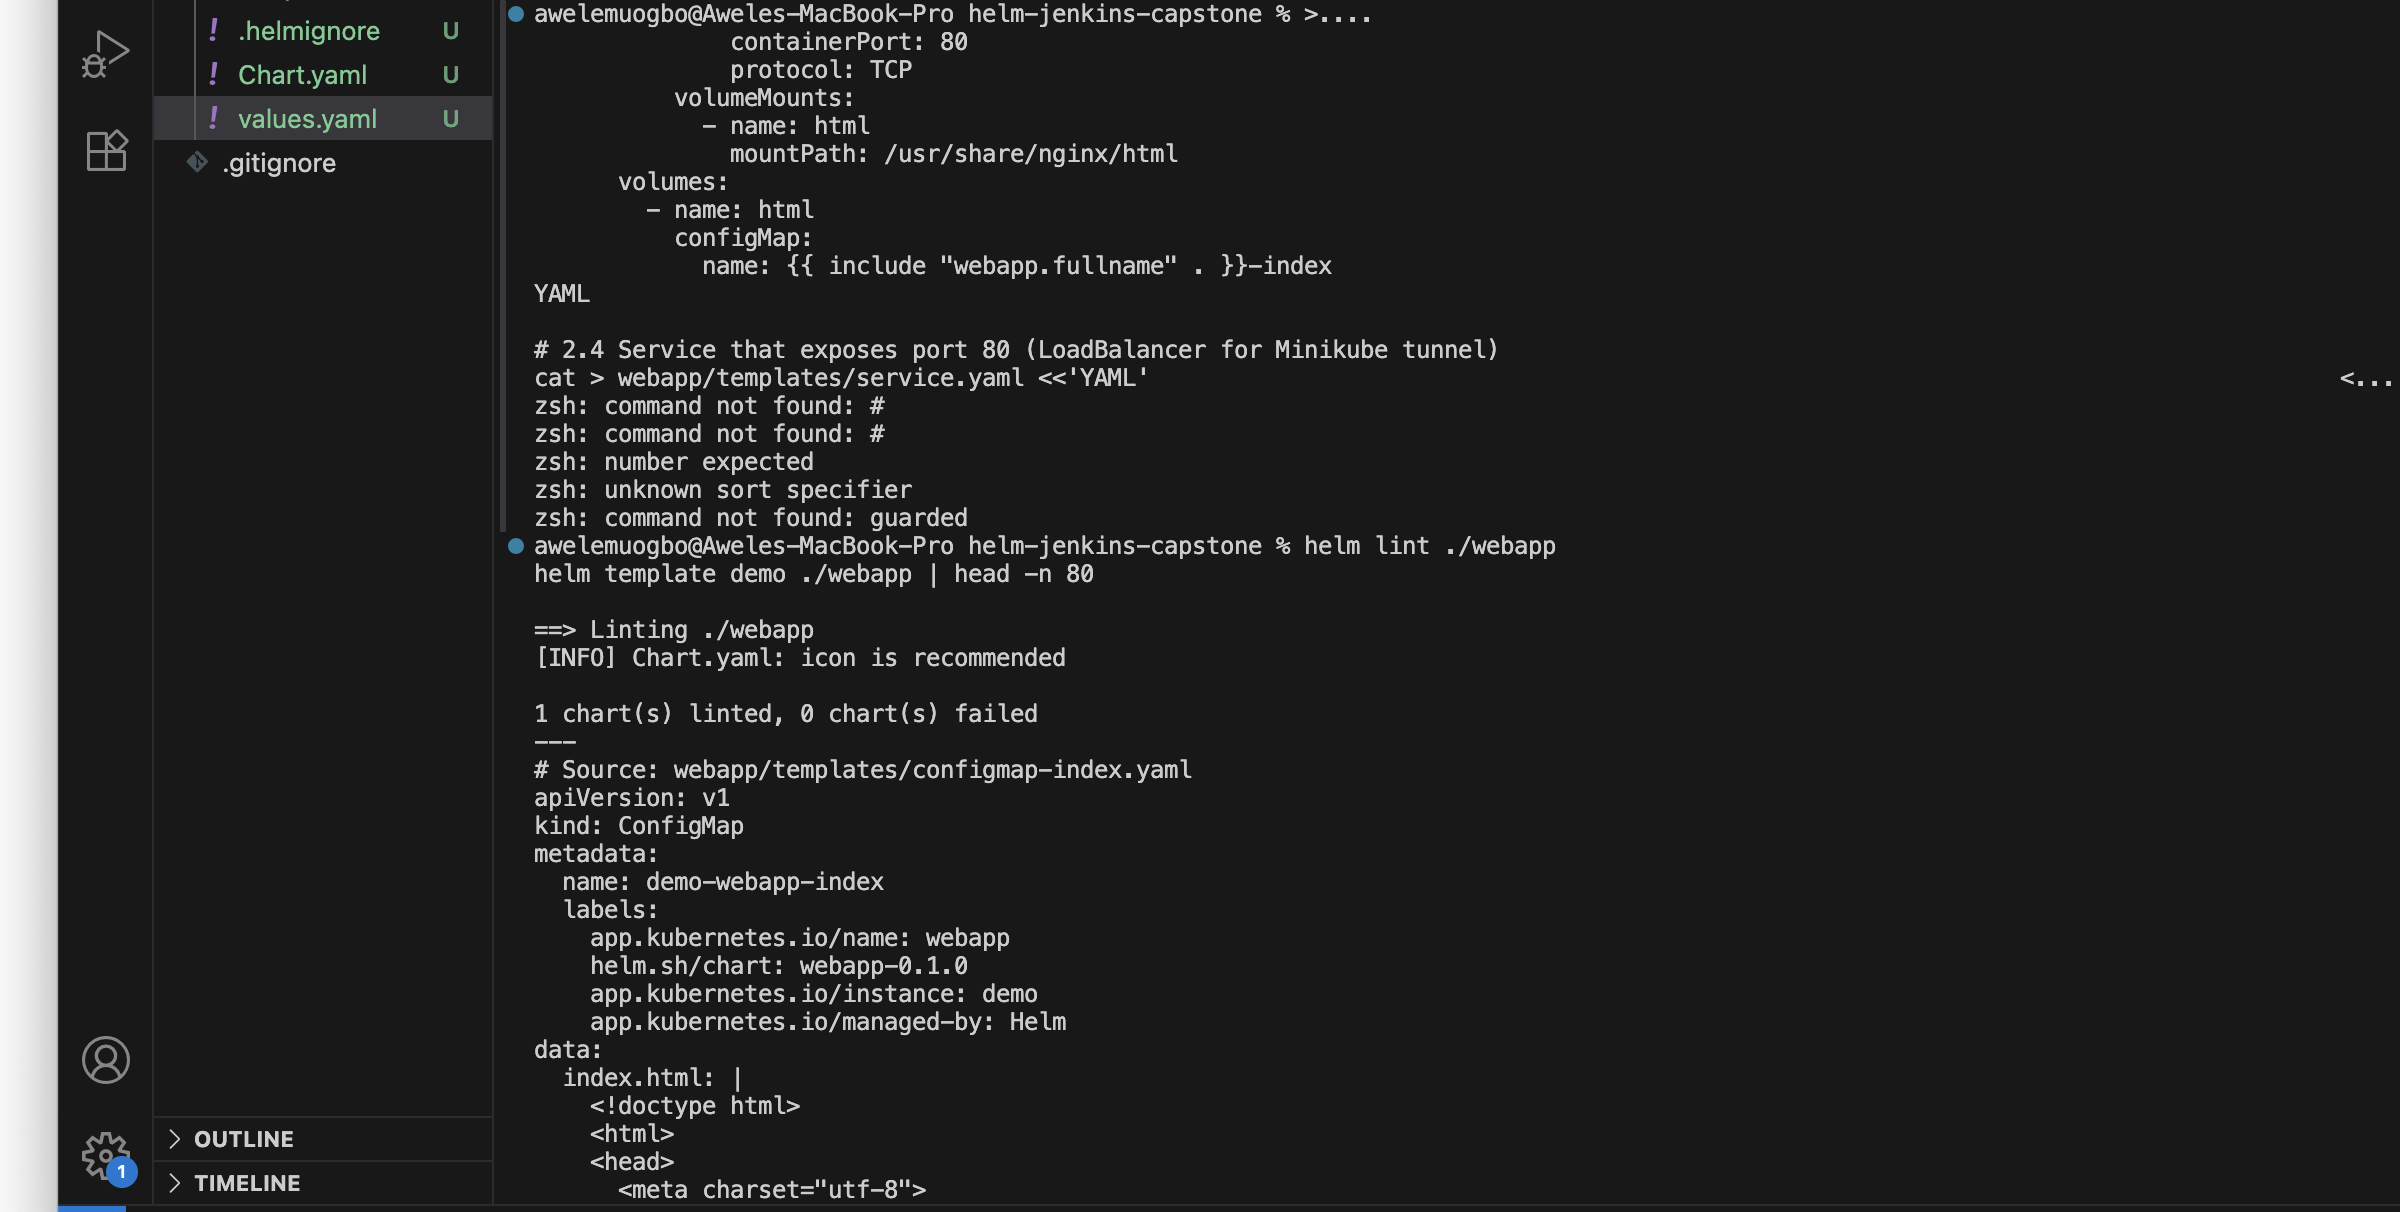 ! .helmignore U
! Chart.yaml U
! values.yaml U
.gitignore
OUTLINE
TIMELINE
1
awelemuogbo@Aweles-MacBook-Pro helm-jenkins-capstone % >....
containerPort: 80
protocol: TCP
volumeMounts:
- name: html
mountPath: /usr/share/nginx/html
volumes:
- name: html
configMap:
name: {{ include "webapp.fullname" . }}-index
YAML
# 2.4 Service that exposes port 80 (LoadBalancer for Minikube tunnel)
cat > webapp/templates/service.yaml <<'YAML' <...
zsh: command not found: #
zsh: command not found: #
zsh: number expected
zsh: unknown sort specifier
zsh: command not found: guarded
awelemuogbo@Aweles-MacBook-Pro helm-jenkins-capstone % helm lint ./webapp
helm template demo ./webapp | head -n 80
==> Linting ./webapp
[INFO] Chart.yaml: icon is recommended
1 chart(s) linted, 0 chart(s) failed
---
# Source: webapp/templates/configmap-index.yaml
apiVersion: v1
kind: ConfigMap
metadata:
name: demo-webapp-index
labels:
app.kubernetes.io/name: webapp
helm.sh/chart: webapp-0.1.0
app.kubernetes.io/instance: demo
app.kubernetes.io/managed-by: Helm
data:
index.html: |
<!doctype html>
<html>
<head>
<meta charset="utf-8">